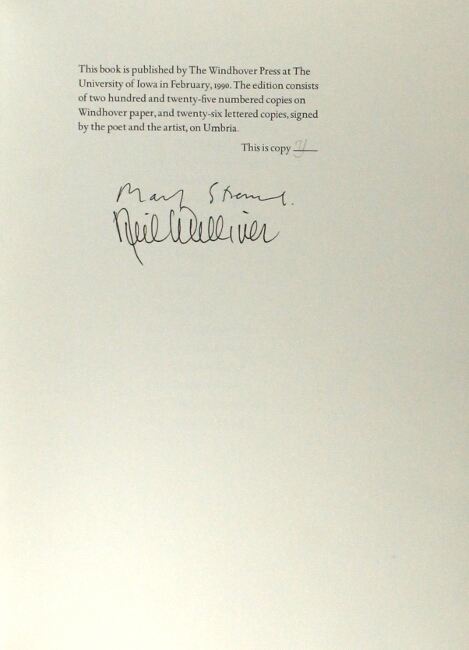 This book is published by The Windhover Press at The
University of Iowa in February, 1990. The edition consists
of two hundred and twenty-five numbered copies on
Windhover paper, and twenty-six lettered copies, signed
by the poet and the artist, on Umbria.
This is copy
Mark Strand.
Neil Welliver